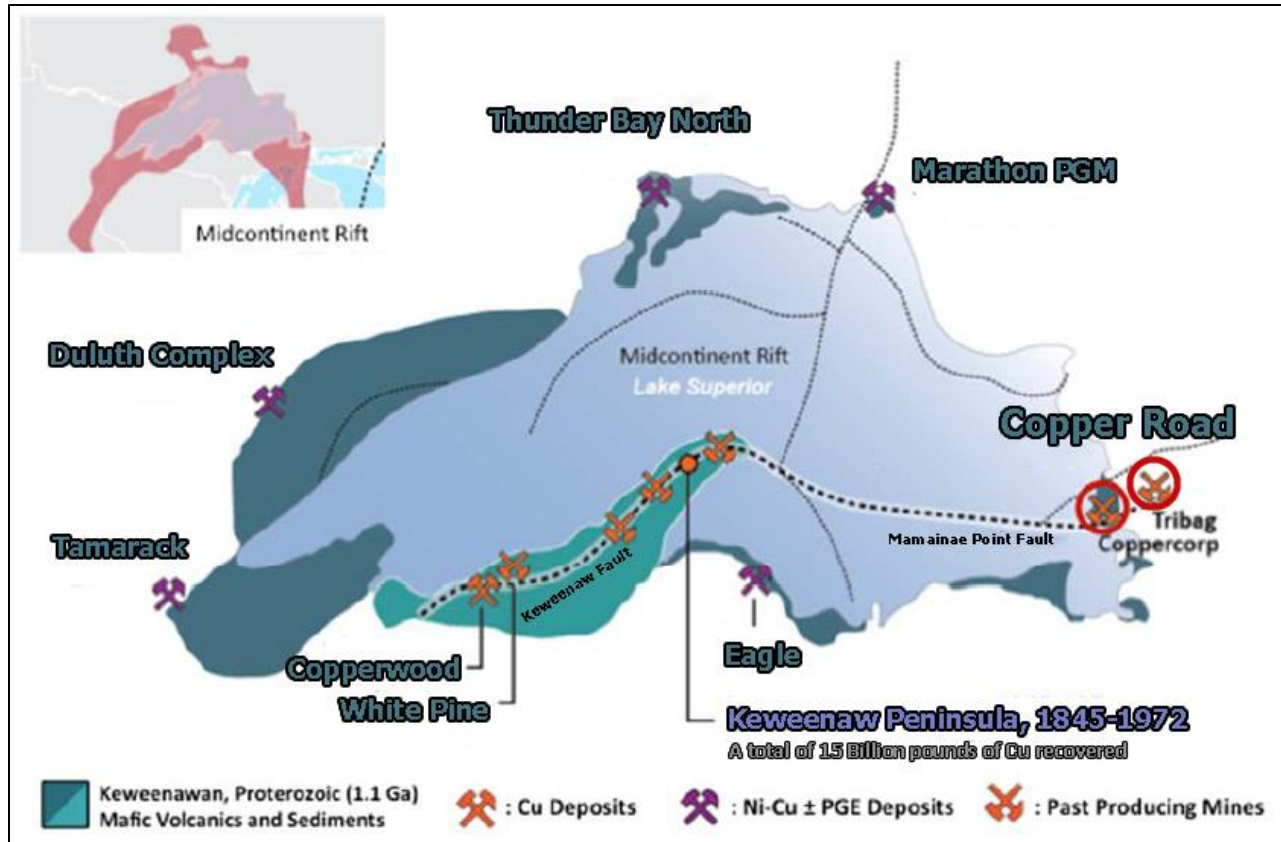 Midcontinent Rift
Thunder Bay North
Marathon PGM
Duluth Complex
Midcontinent Rift
Lake Superior
Copper Road
Tribag
Coppercorp
Mamainae Point Fault
Tamarack
Keweenaw Fault
Copperwood
White Pine
Eagle
Keweenaw Peninsula, 1845-1972
A total of 15 Billion pounds of Cu recovered
Keweenawan, Proterozoic (1.1 Ga)
Mafic Volcanics and Sediments
: Cu Deposits
: Ni-Cu ± PGE Deposits
: Past Producing Mines